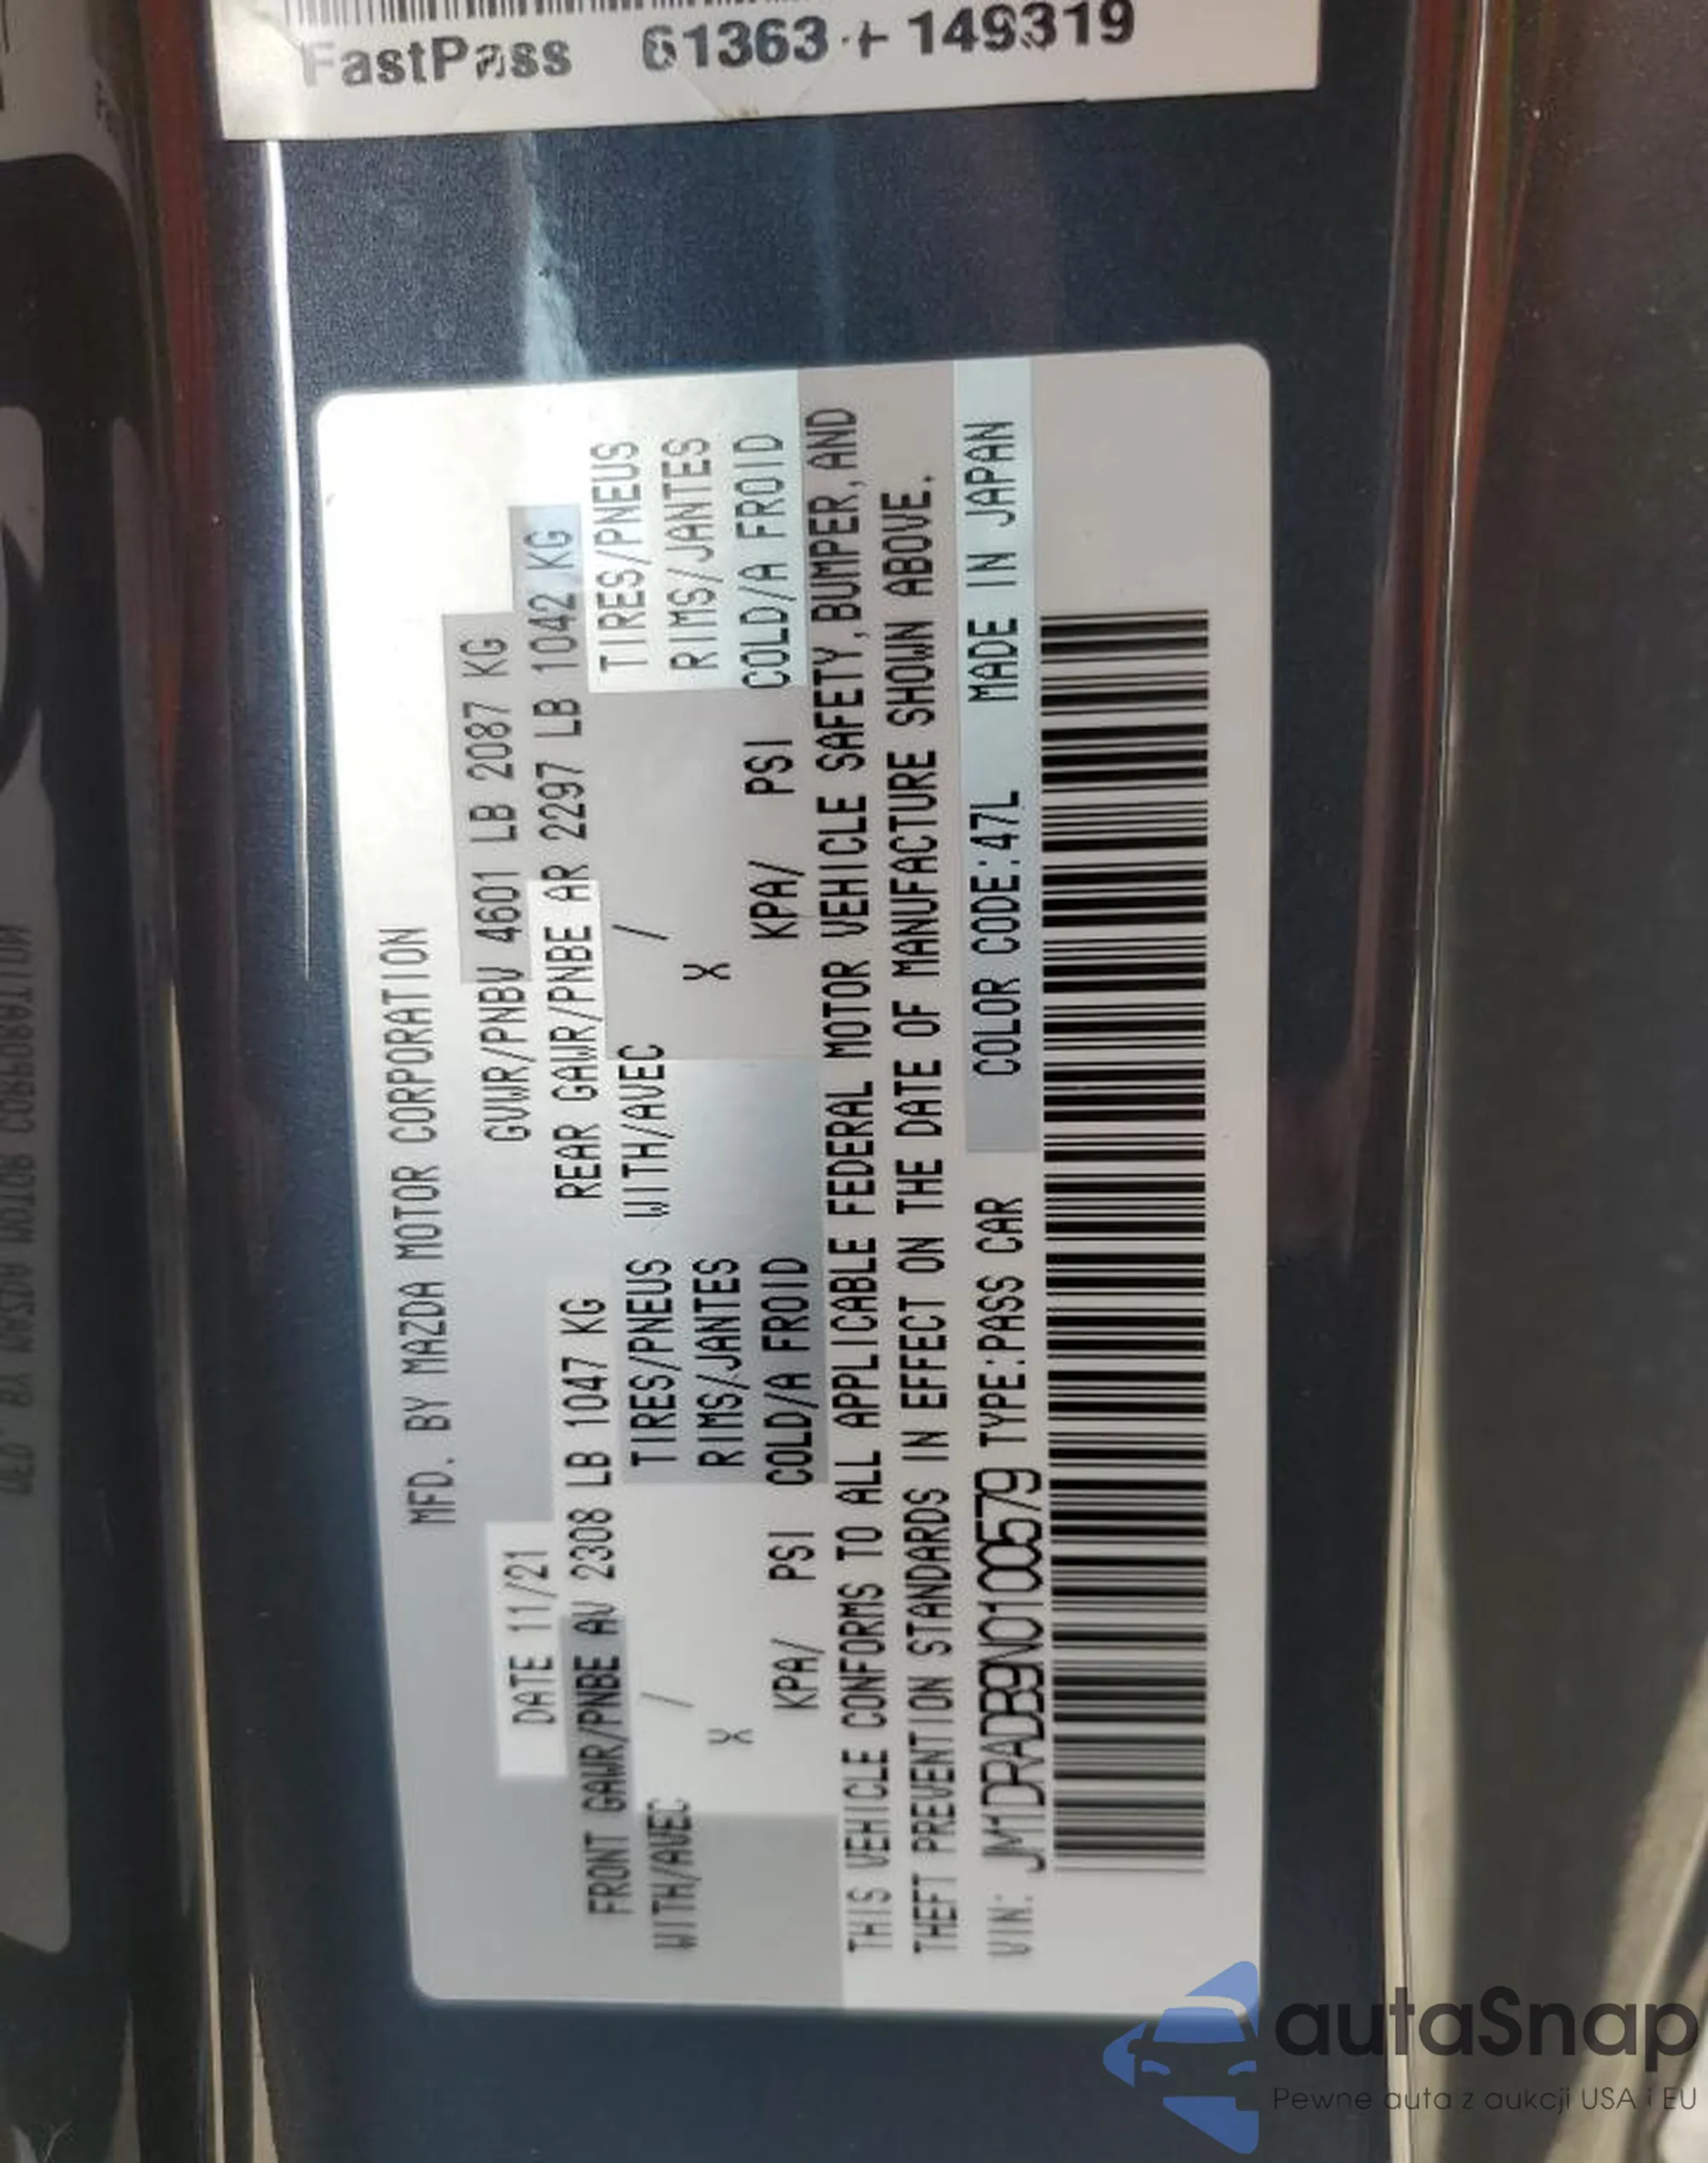 FastPass 61363 + 149319
MFD. BY MAZDA MOTOR CORPORATION
DATE 11/21 GVWR/PNBV 4601 LB 2087 KG
FRONT GAWR/PNBE AV 2308 LB 1047 KG REAR GAWR/PNBE AR 2297 LB 1042 KG
WITH/AVEC / TIRES/PNEUS WITH/AVEC / TIRES/PNEUS
X RIMS/JANTES X RIMS/JANTES
KPA/ PSI COLD/A FROID KPA/ PSI COLD/A FROID
THIS VEHICLE CONFORMS TO ALL APPLICABLE FEDERAL MOTOR VEHICLE SAFETY,BUMPER,AND
THEFT PREVENTION STANDARDS IN EFFECT ON THE DATE OF MANUFACTURE SHOWN ABOVE.
VIN: JM1DRADB9N0100579 TYPE:PASS CAR COLOR CODE:47L MADE IN JAPAN
autaSnap
Pewne auta z aukcji USA i EU